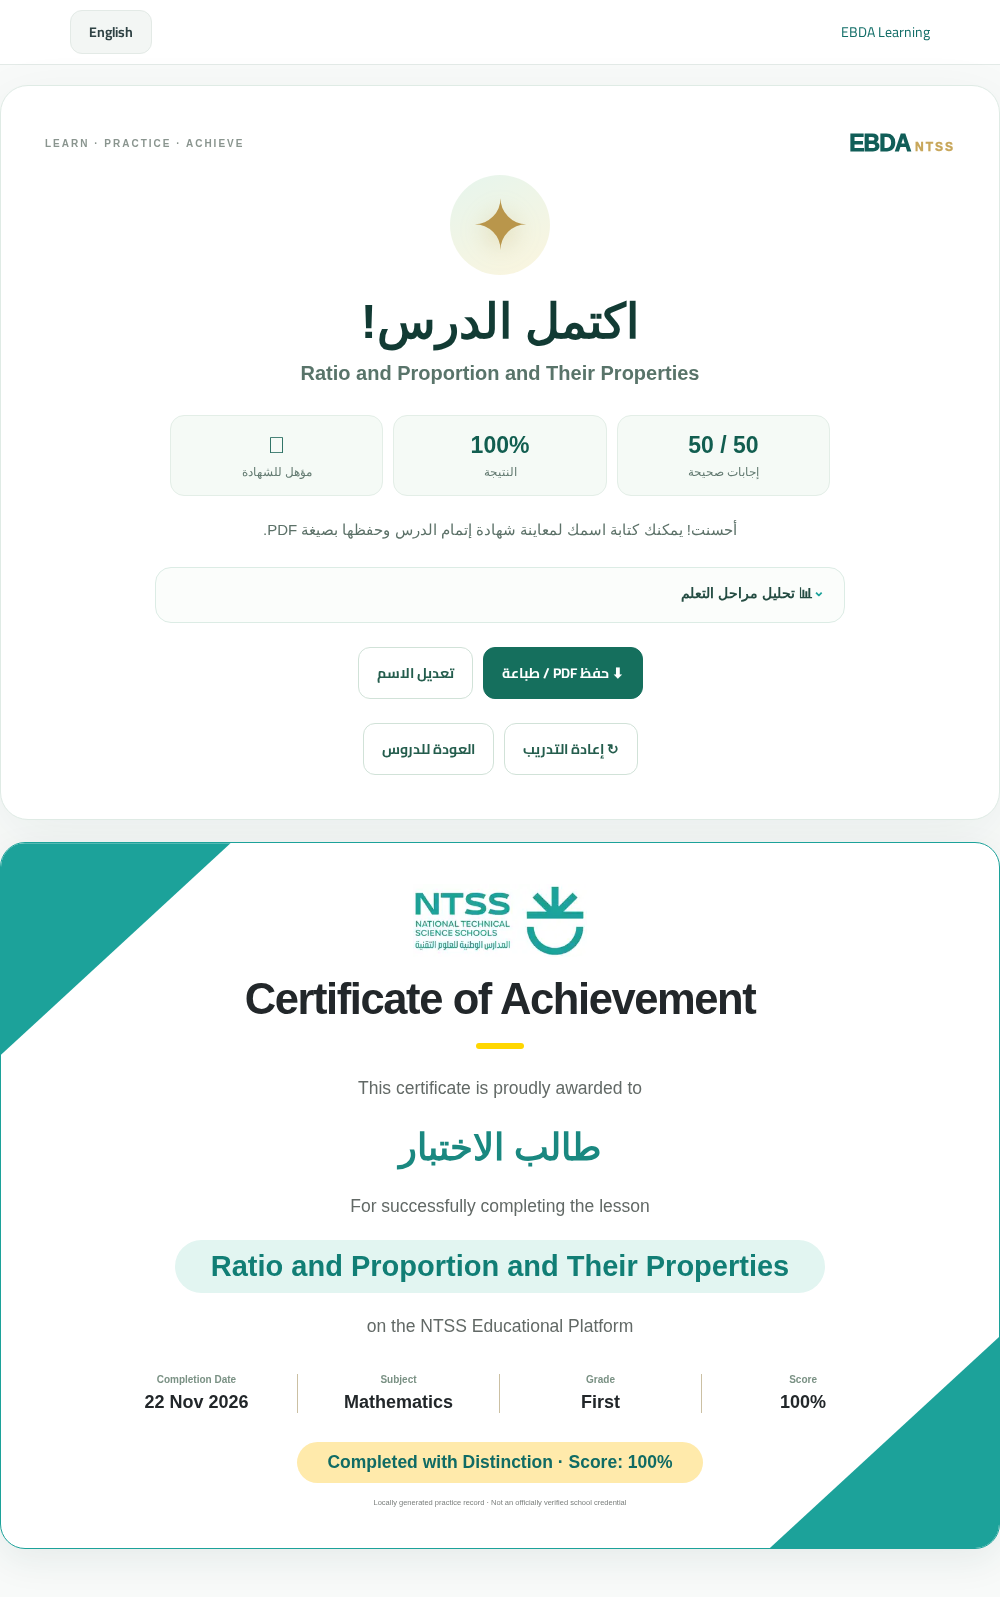 EBDA Learning
English
EBDA NTSS
LEARN · PRACTICE · ACHIEVE
اكتمل الدرس!
Ratio and Proportion and Their Properties
50 / 50
إجابات صحيحة
100%
النتيجة
مؤهل للشهادة
أحسنت! يمكنك كتابة اسمك لمعاينة شهادة إتمام الدرس وحفظها بصيغة PDF.
📊 تحليل مراحل التعلم
⬇ حفظ PDF / طباعة
تعديل الاسم
↻ إعادة التدريب
العودة للدروس
NTSS
NATIONAL TECHNICAL
SCIENCE SCHOOLS
المدارس الوطنية للعلوم التقنية
Certificate of Achievement
This certificate is proudly awarded to
طالب الاختبار
For successfully completing the lesson
Ratio and Proportion and Their Properties
on the NTSS Educational Platform
Completion Date
22 Nov 2026
Subject
Mathematics
Grade
First
Score
100%
Completed with Distinction · Score: 100%
Locally generated practice record · Not an officially verified school credential